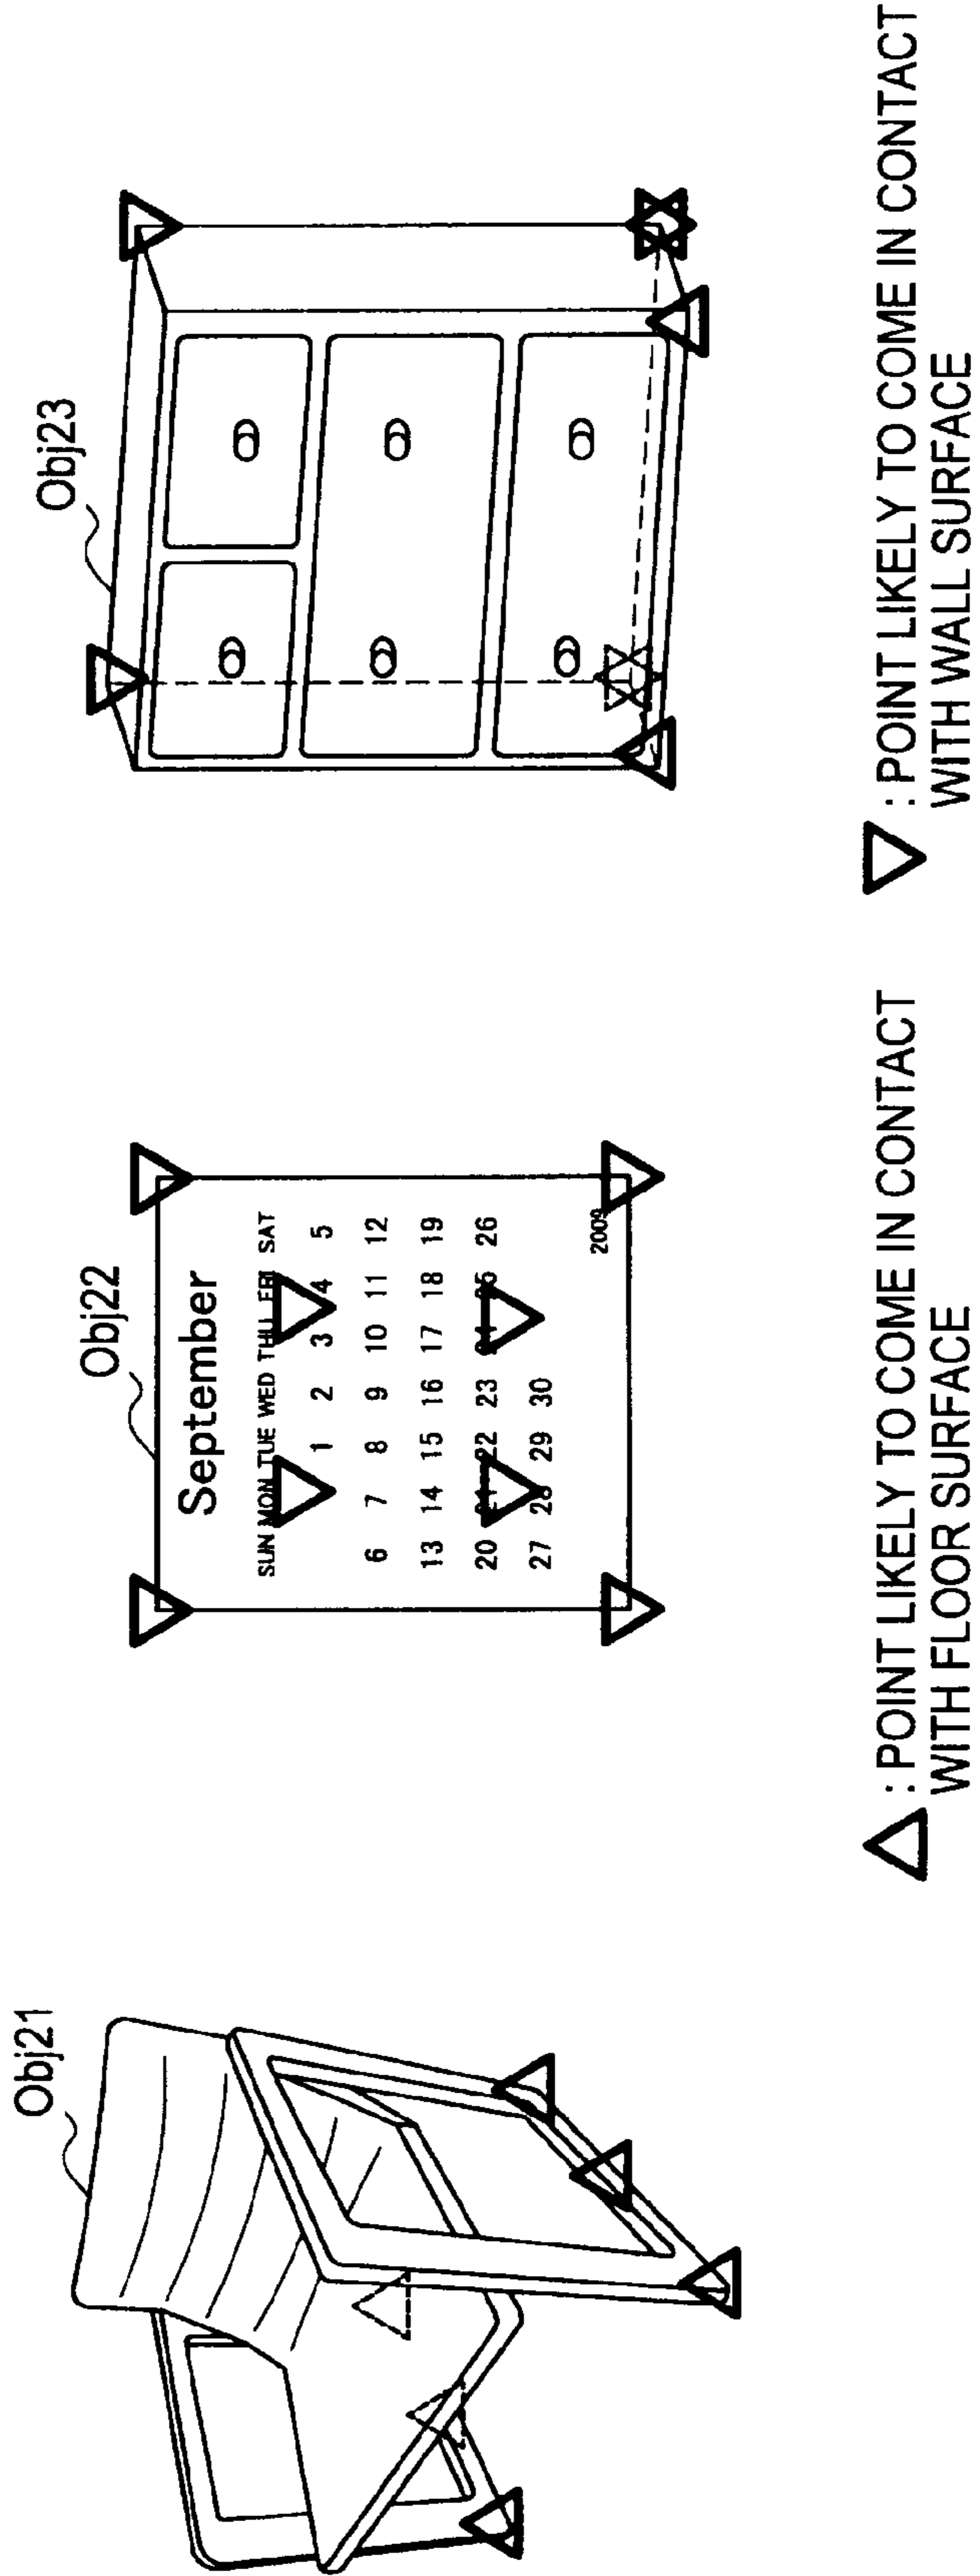 Obj21
Obj22
September
SUN MON TUE WED THU FRI SAT
1 2 3 4 5
6 7 8 9 10 11 12
13 14 15 16 17 18 19
20 21 22 23 24 25 26
27 28 29 30
2009
Obj23
: POINT LIKELY TO COME IN CONTACT
WITH FLOOR SURFACE
: POINT LIKELY TO COME IN CONTACT
WITH WALL SURFACE